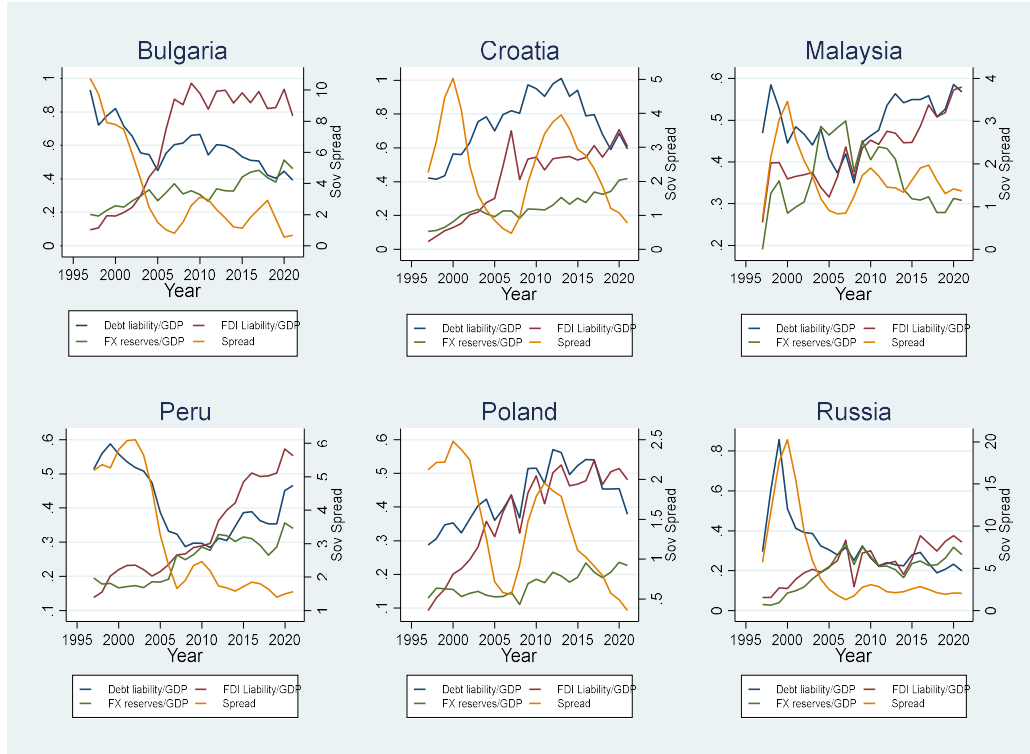 Bulgaria
1
.8
.6
.4
.2
0
10
8
6
4
2
0
Sov Spread
1995 2000 2005 2010 2015 2020
Year
Debt liability/GDP FDI Liability/GDP
FX reserves/GDP Spread
Croatia
1
.8
.6
.4
.2
0
5
4
3
2
1
0
Sov Spread
1995 2000 2005 2010 2015 2020
Year
Debt liability/GDP FDI Liability/GDP
FX reserves/GDP Spread
Malaysia
.6
.5
.4
.3
.2
4
3
2
1
0
Sov Spread
1995 2000 2005 2010 2015 2020
Year
Debt liability/GDP FDI Liability/GDP
FX reserves/GDP Spread
Peru
.6
.5
.4
.3
.2
.1
6
5
4
3
2
1
Sov Spread
1995 2000 2005 2010 2015 2020
Year
Debt liability/GDP FDI Liability/GDP
FX reserves/GDP Spread
Poland
.6
.5
.4
.3
.2
.1
2.5
2
1.5
1
0.5
Sov Spread
1995 2000 2005 2010 2015 2020
Year
Debt liability/GDP FDI Liability/GDP
FX reserves/GDP Spread
Russia
.8
.6
.4
.2
0
20
15
10
5
0
Sov Spread
1995 2000 2005 2010 2015 2020
Year
Debt liability/GDP FDI Liability/GDP
FX reserves/GDP Spread